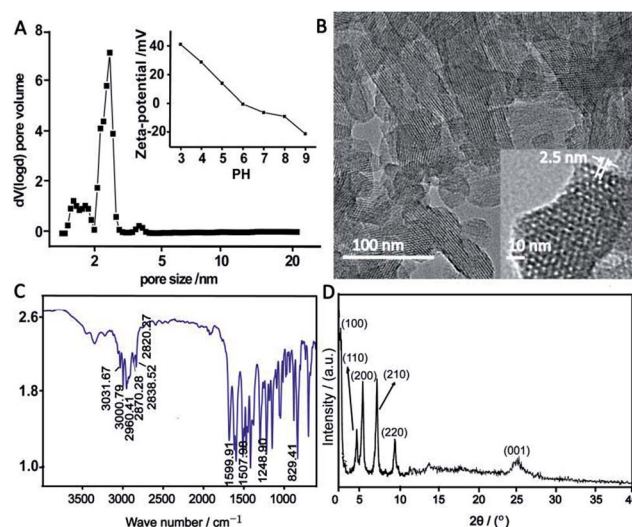 A
8
6
4
2
0
dV(logd) pore volume
2
5
10
20
pore size /nm
40
20
0
-20
Zeta-potential /mV
3 4 5 6 7 8 9
PH
B
2.5 nm
100 nm
10 nm
C
2.6
1.8
1.0
3031.67
3000.79
2960.41
2870.28 /
2838.52
/ 2820.27
1599.91
1507.98
1248.90
829.41
3500 3000 2500 2000 1500 1000
Wave number / cm⁻¹
D
(100)
(110)
(200)
(210)
(220)
(001)
Intensity / (a.u.)
0 5 10 15 20 25 30 35 40
2θ / (°)